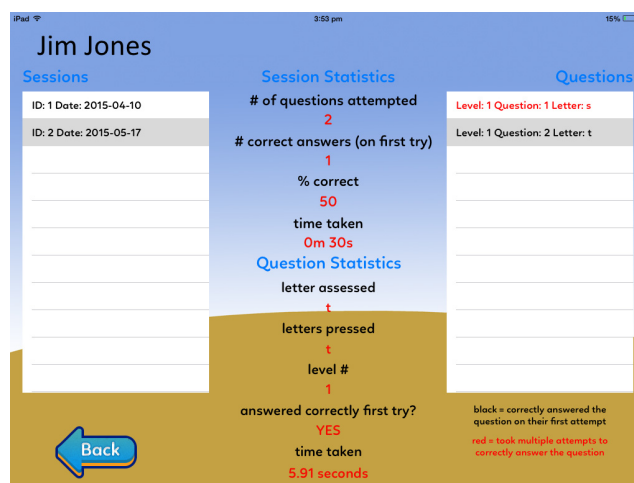 iPad 3:53 pm 15%
Jim Jones
Sessions
ID: 1 Date: 2015-04-10
ID: 2 Date: 2015-05-17
Session Statistics
# of questions attempted
2
# correct answers (on first try)
1
% correct
50
time taken
0m 30s
Question Statistics
letter assessed
t
letters pressed
t
level #
1
answered correctly first try?
YES
time taken
5.91 seconds
Questions
Level: 1 Question: 1 Letter: s
Level: 1 Question: 2 Letter: t
black = correctly answered the
question on their first attempt
red = took multiple attempts to
correctly answer the question
Back